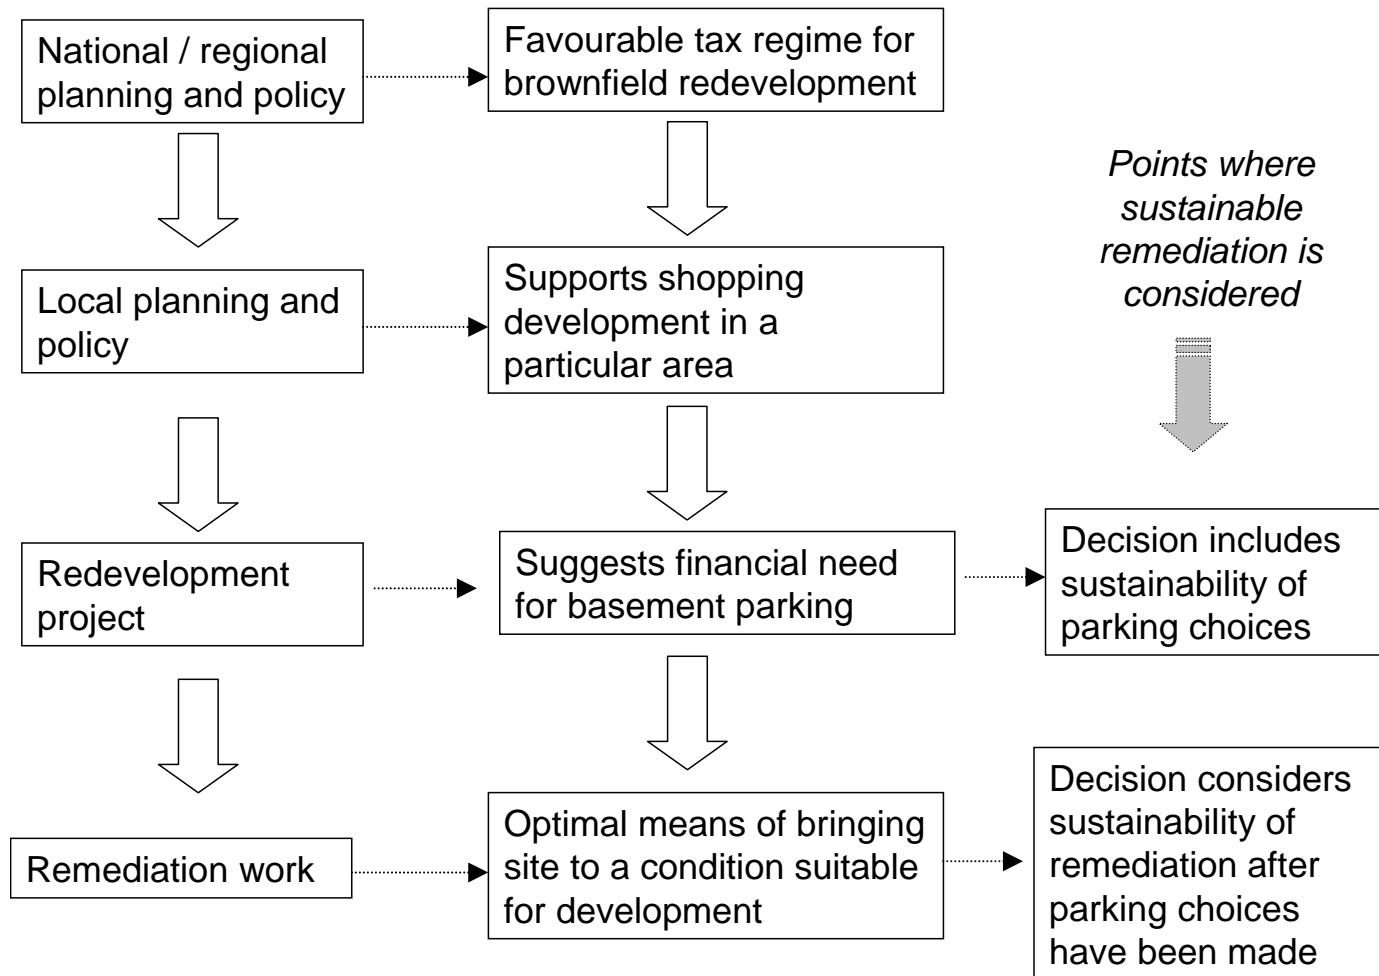 National / regional
planning and policy
Favourable tax regime for
brownfield redevelopment
Points where
sustainable
remediation is
considered
Local planning and
policy
Supports shopping
development in a
particular area
Redevelopment
project
Suggests financial need
for basement parking
Decision includes
sustainability of
parking choices
Remediation work
Optimal means of bringing
site to a condition suitable
for development
Decision considers
sustainability of
remediation after
parking choices
have been made